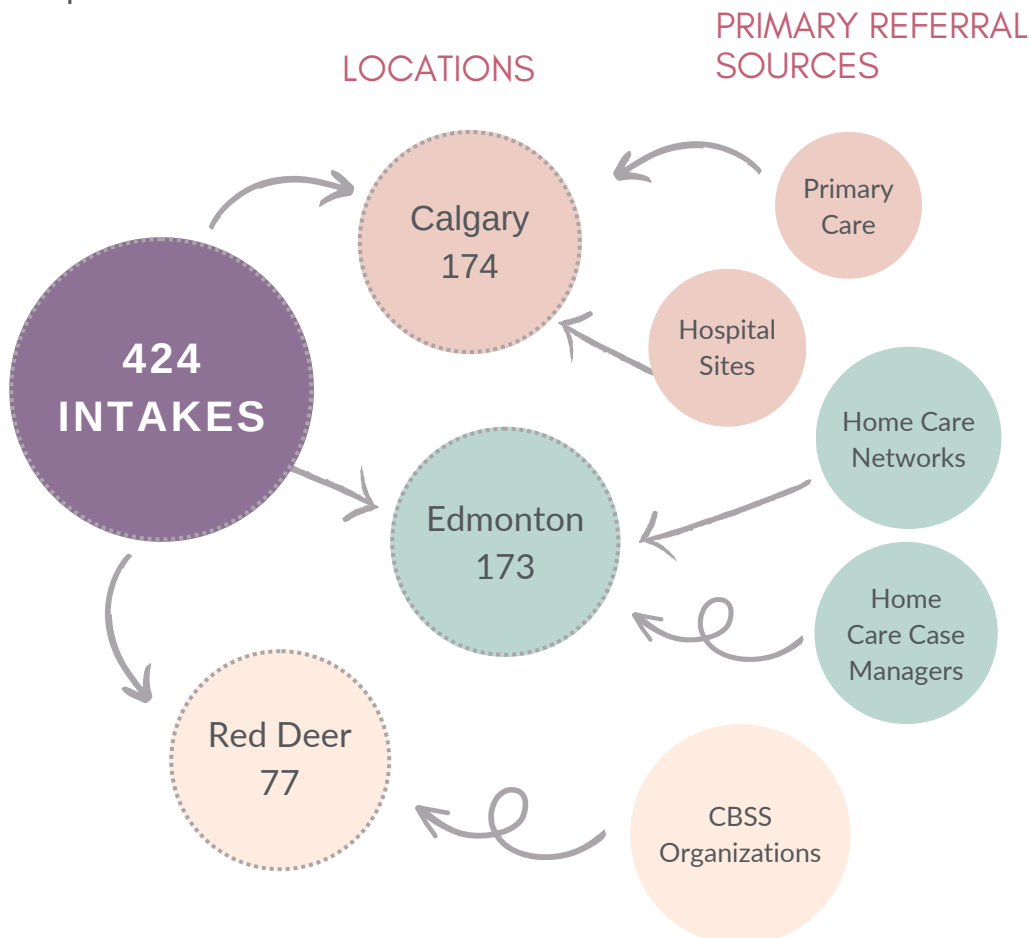 PRIMARY REFERRAL
SOURCES
LOCATIONS
Primary
Care
Calgary
174
Hospital
Sites
424
INTAKES
Home Care
Networks
Edmonton
173
Home
Care Case
Managers
Red Deer
77
CBSS
Organizations